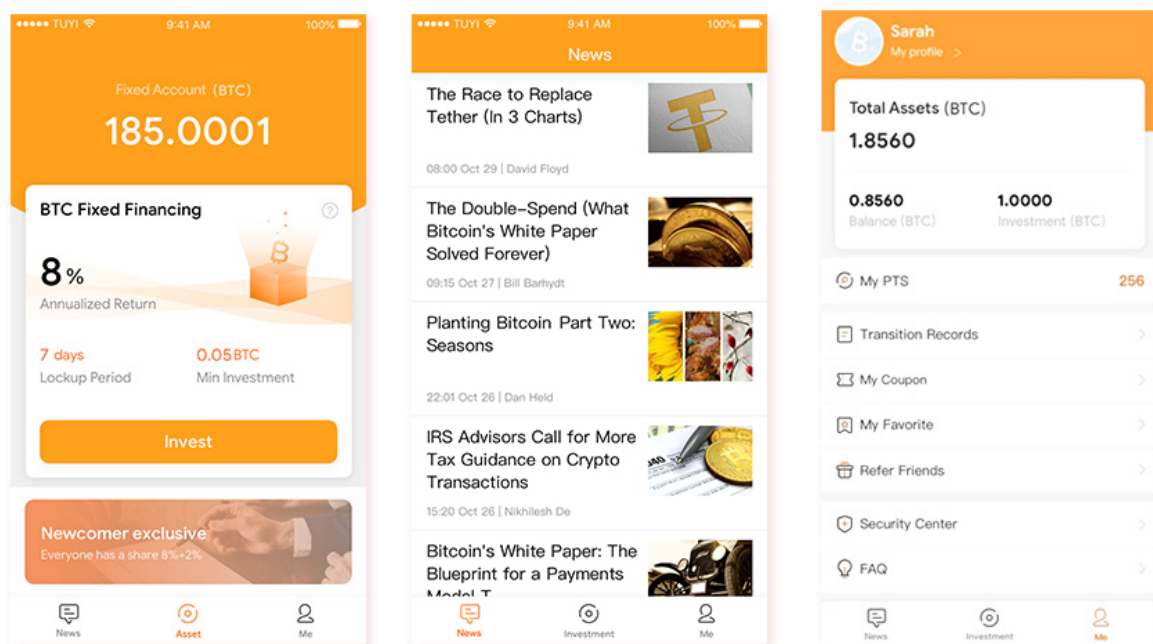 TUYI
9:41 AM
100%
Fixed Account (BTC)
185.0001
BTC Fixed Financing
?
8 %
Annualized Return
7 days
0.05BTC
Lockup Period
Min Investment
Invest
Newcomer exclusive
Everyone has a share 8%+2%
News
Asset
Me
TUYI
9:41 AM
100%
News
The Race to Replace
Tether (In 3 Charts)
08:00 Oct 29 | David Floyd
The Double-Spend (What
Bitcoin's White Paper
Solved Forever)
09:15 Oct 27 | Bill Barhydt
Planting Bitcoin Part Two:
Seasons
22:01 Oct 26 | Dan Held
IRS Advisors Call for More
Tax Guidance on Crypto
Transactions
15:20 Oct 26 | Nikhilesh De
Bitcoin's White Paper: The
Blueprint for a Payments
Model T
News
Investment
Me
Sarah
My profile >
Total Assets (BTC)
1.8560
0.8560
1.0000
Balance (BTC)
Investment (BTC)
My PTS
256
Transition Records
My Coupon
My Favorite
Refer Friends
Security Center
FAQ
News
Investment
Me